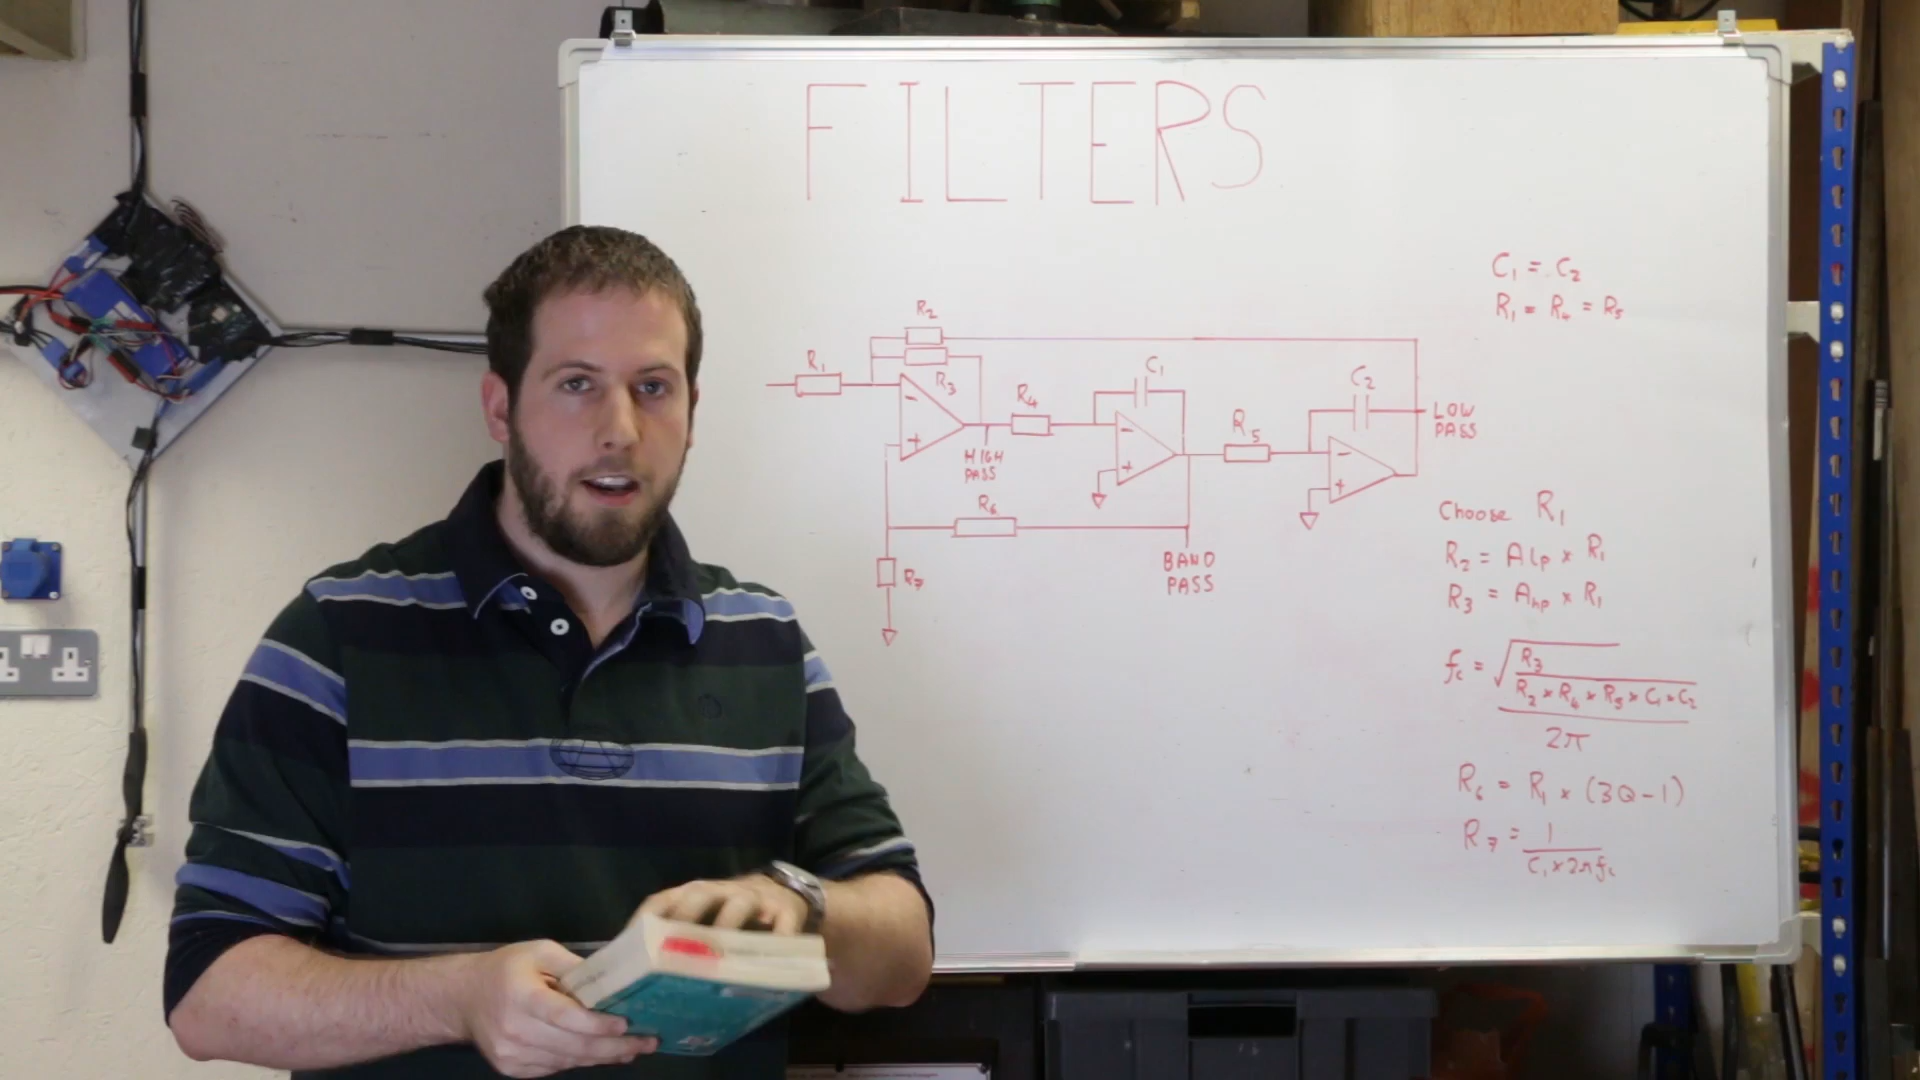 FILTERS
C₁ = C₂
R₁ = R₄ = R₅
R₂
R₁
R₃
R₄
C₁
C₂
R₅
LOW
PASS
HIGH
PASS
R₆
R₇
BAND
PASS
Choose R₁
R₂ = Alp × R₁
R₃ = Ahp × R₁
fc = √(R₃ / (R₂ × R₄ × R₅ × C₁ × C₂)) / 2π
R₆ = R₁ × (3Q - 1)
R₇ = 1 / (C₁ × 2πfc)